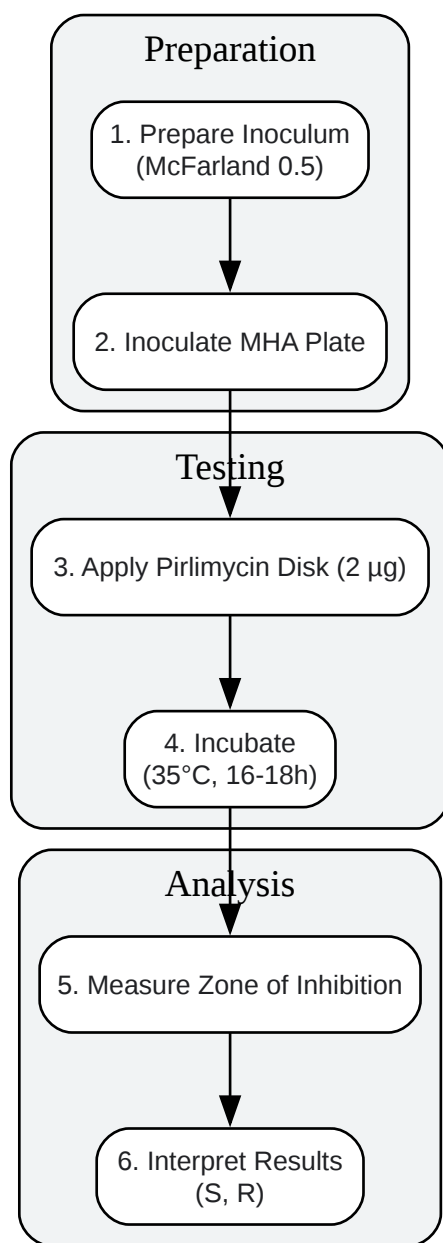 Preparation
1. Prepare Inoculum
(McFarland 0.5)
2. Inoculate MHA Plate
Testing
3. Apply Pirlimycin Disk (2 µg)
4. Incubate
(35°C, 16-18h)
Analysis
5. Measure Zone of Inhibition
6. Interpret Results
(S, R)